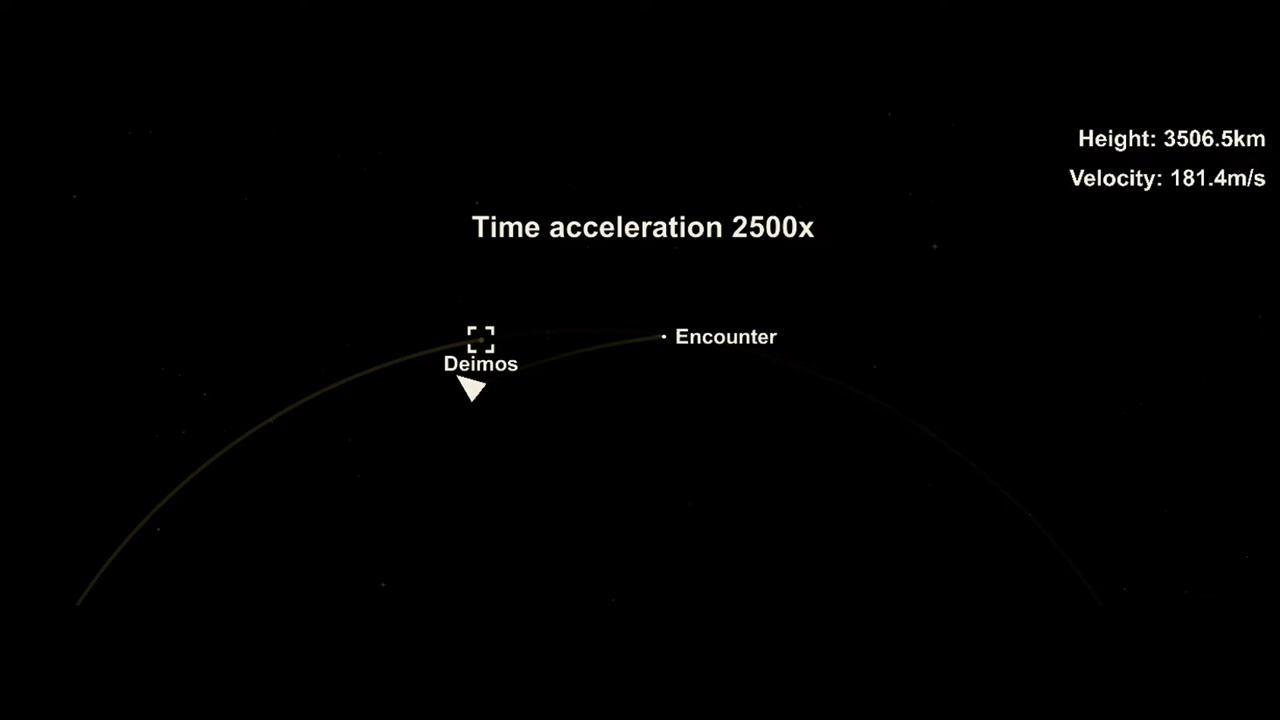 Height: 3506.5km
Velocity: 181.4m/s
Time acceleration 2500x
Encounter
Deimos